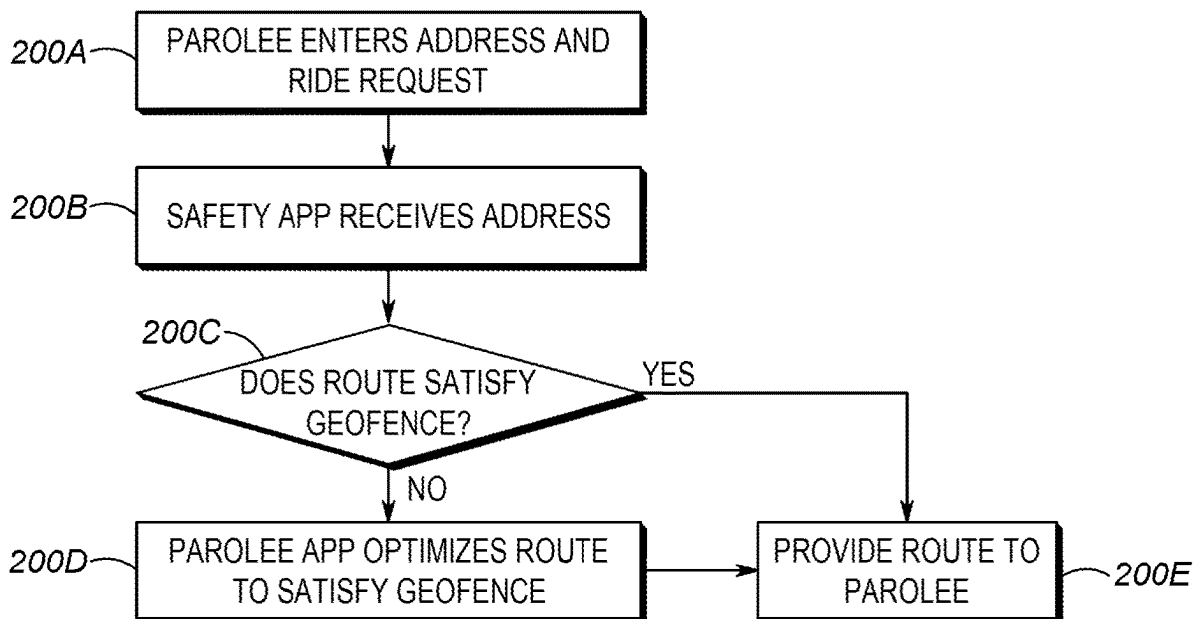 200A
PAROLEE ENTERS ADDRESS AND
RIDE REQUEST
200B
SAFETY APP RECEIVES ADDRESS
200C
DOES ROUTE SATISFY
GEOFENCE?
YES
NO
200D
PAROLEE APP OPTIMIZES ROUTE
TO SATISFY GEOFENCE
PROVIDE ROUTE TO
PAROLEE
200E